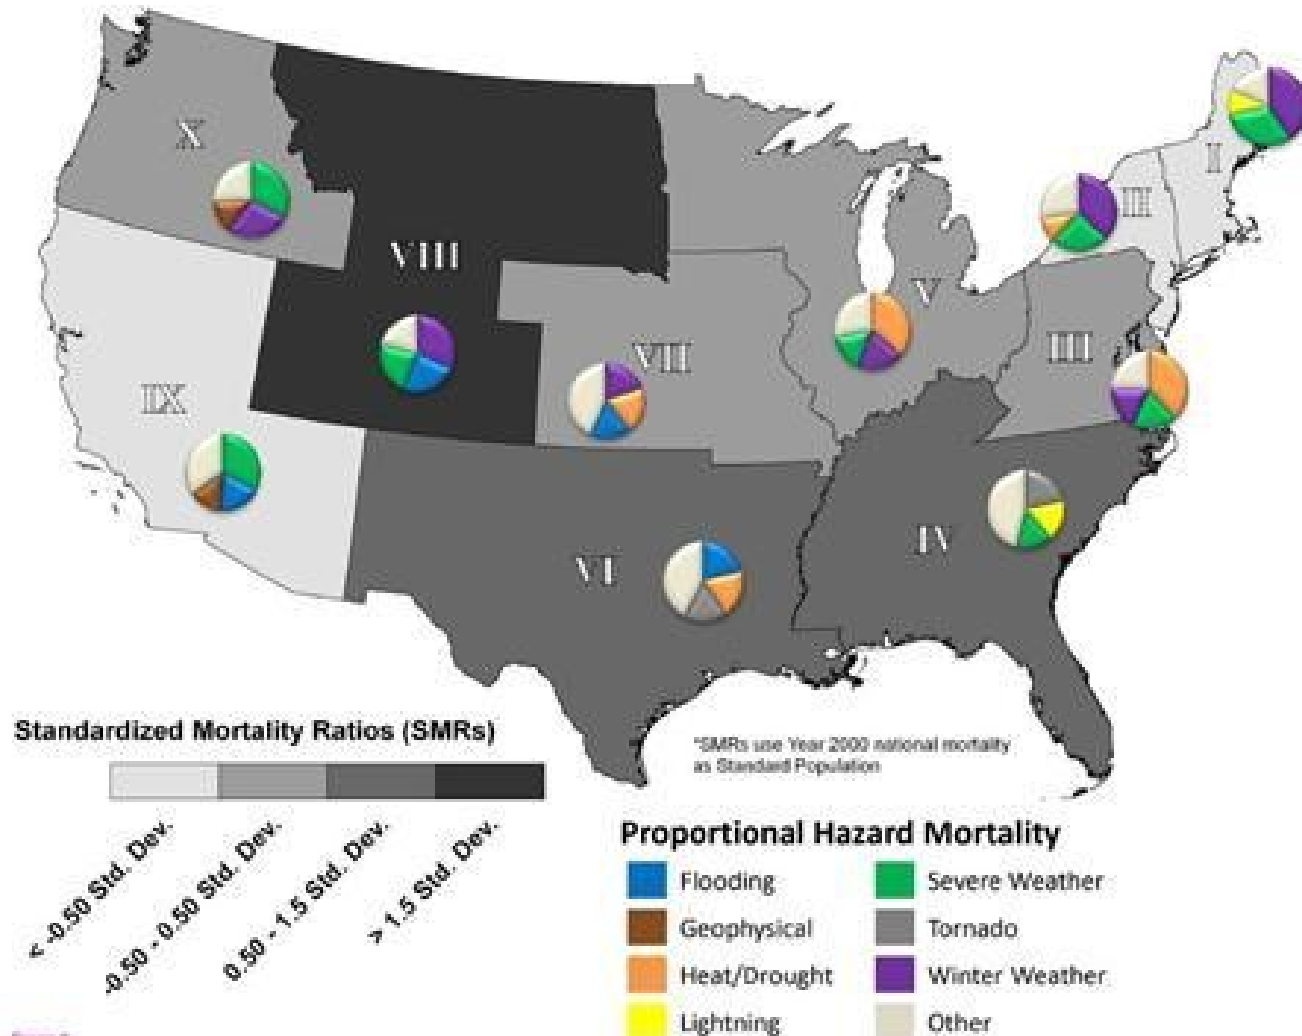 X
I
II
VIII
V
VII
III
IX
IV
VI
Standardized Mortality Ratios (SMRs)
*SMRs use Year 2000 national mortality
as Standard Population
< -0.50 Std. Dev.
-0.50 - 0.50 Std. Dev.
0.50 - 1.5 Std. Dev.
> 1.5 Std. Dev.
Proportional Hazard Mortality
Flooding
Severe Weather
Geophysical
Tornado
Heat/Drought
Winter Weather
Lightning
Other